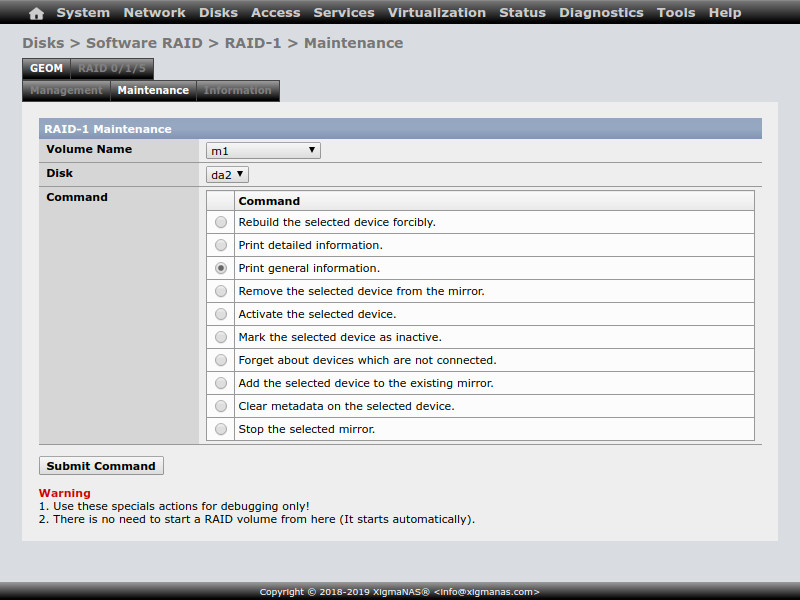 System Network Disks Access Services Virtualization Status Diagnostics Tools Help
Disks > Software RAID > RAID-1 > Maintenance
GEOM RAID 0/1/5
Management Maintenance Information
RAID-1 Maintenance
Volume Name m1
Disk da2
Command Command
Rebuild the selected device forcibly.
Print detailed information.
Print general information.
Remove the selected device from the mirror.
Activate the selected device.
Mark the selected device as inactive.
Forget about devices which are not connected.
Add the selected device to the existing mirror.
Clear metadata on the selected device.
Stop the selected mirror.
Submit Command
Warning
1. Use these specials actions for debugging only!
2. There is no need to start a RAID volume from here (It starts automatically).
Copyright © 2018-2019 XigmaNAS® <info@xigmanas.com>